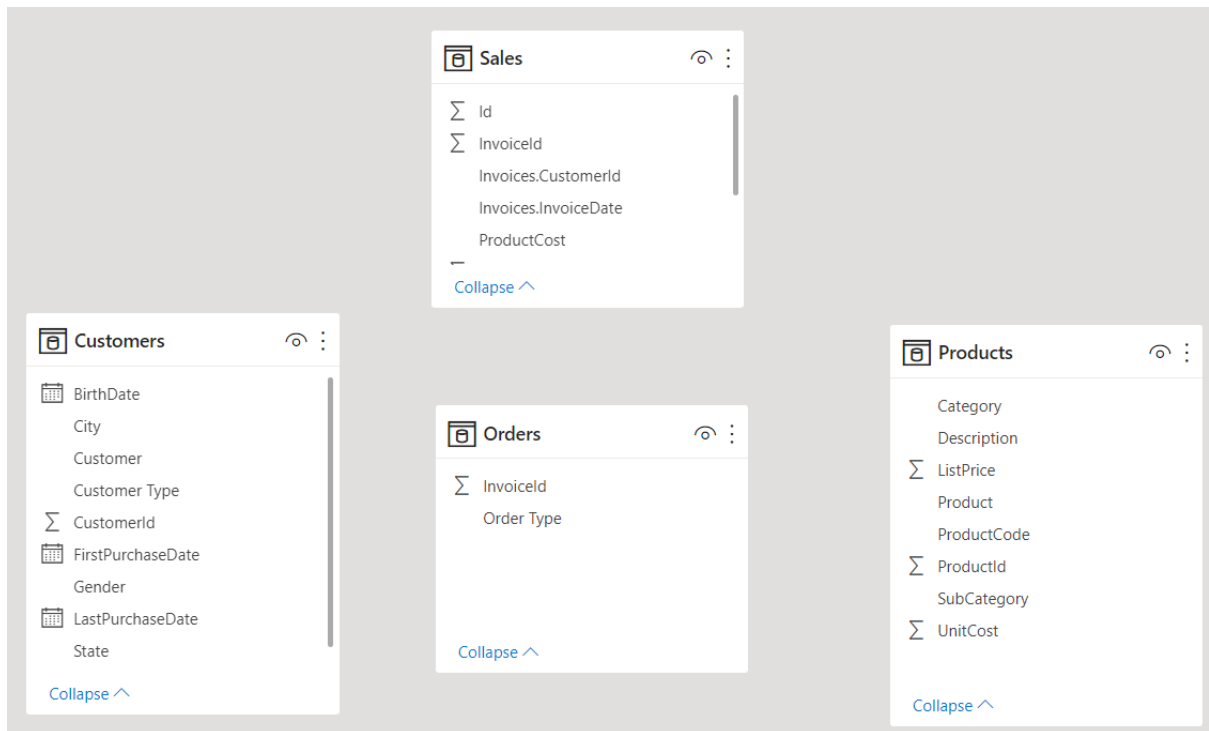 Sales
Id
InvoiceId
Invoices.CustomerId
Invoices.InvoiceDate
ProductCost
Collapse
Customers
BirthDate
City
Customer
Customer Type
CustomerId
FirstPurchaseDate
Gender
LastPurchaseDate
State
Collapse
Orders
InvoiceId
Order Type
Collapse
Products
Category
Description
ListPrice
Product
ProductCode
ProductId
SubCategory
UnitCost
Collapse